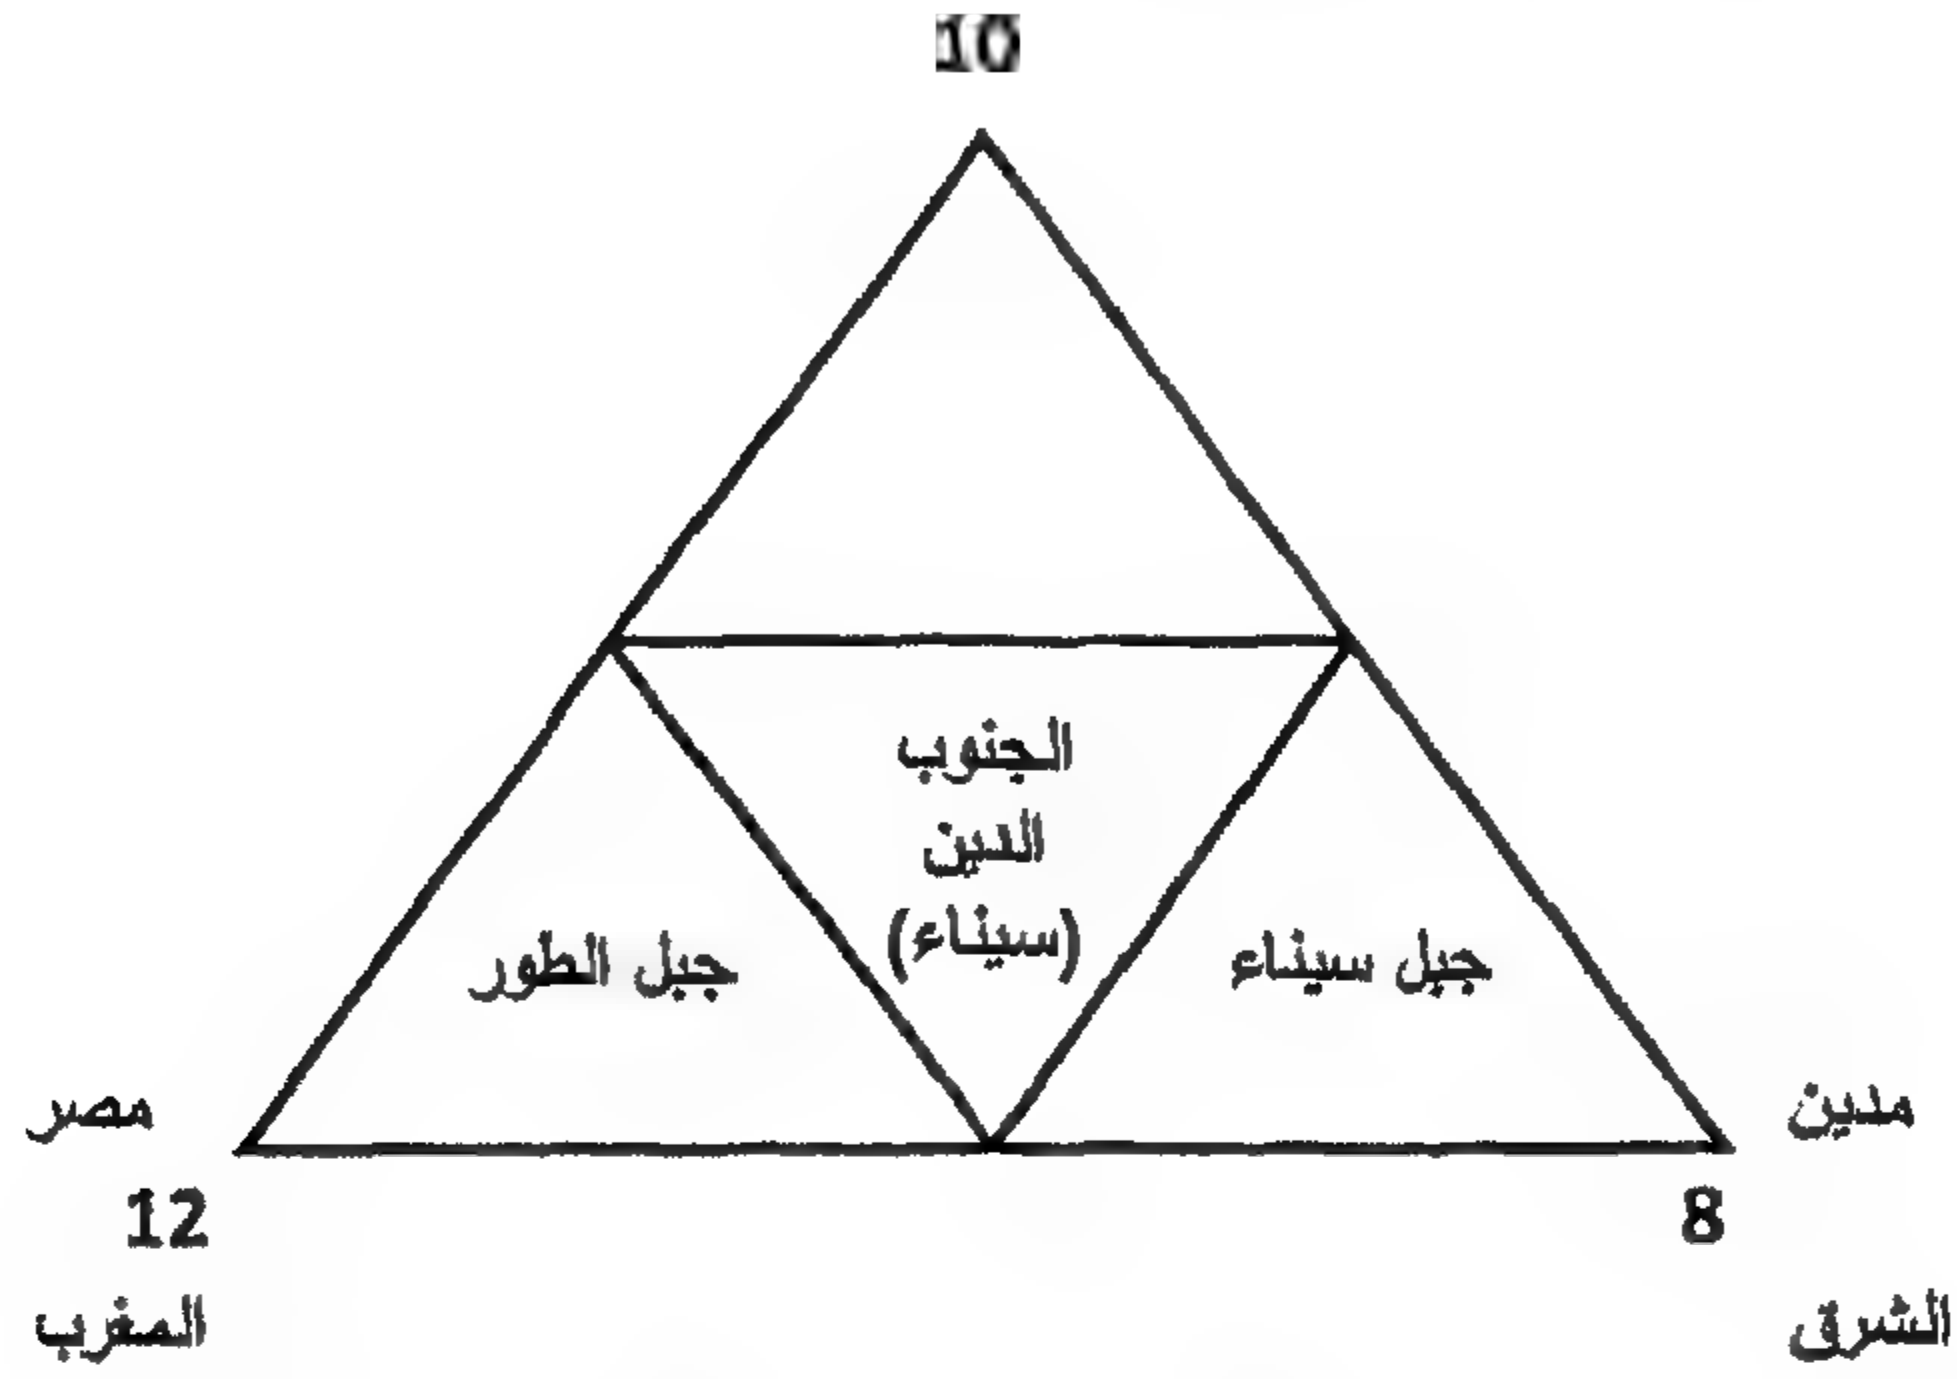 10
الجنوب
الدين
(سيناء)
جبل سيناء
جبل الطور
مدين
مصر
8
12
الشرق
المغرب